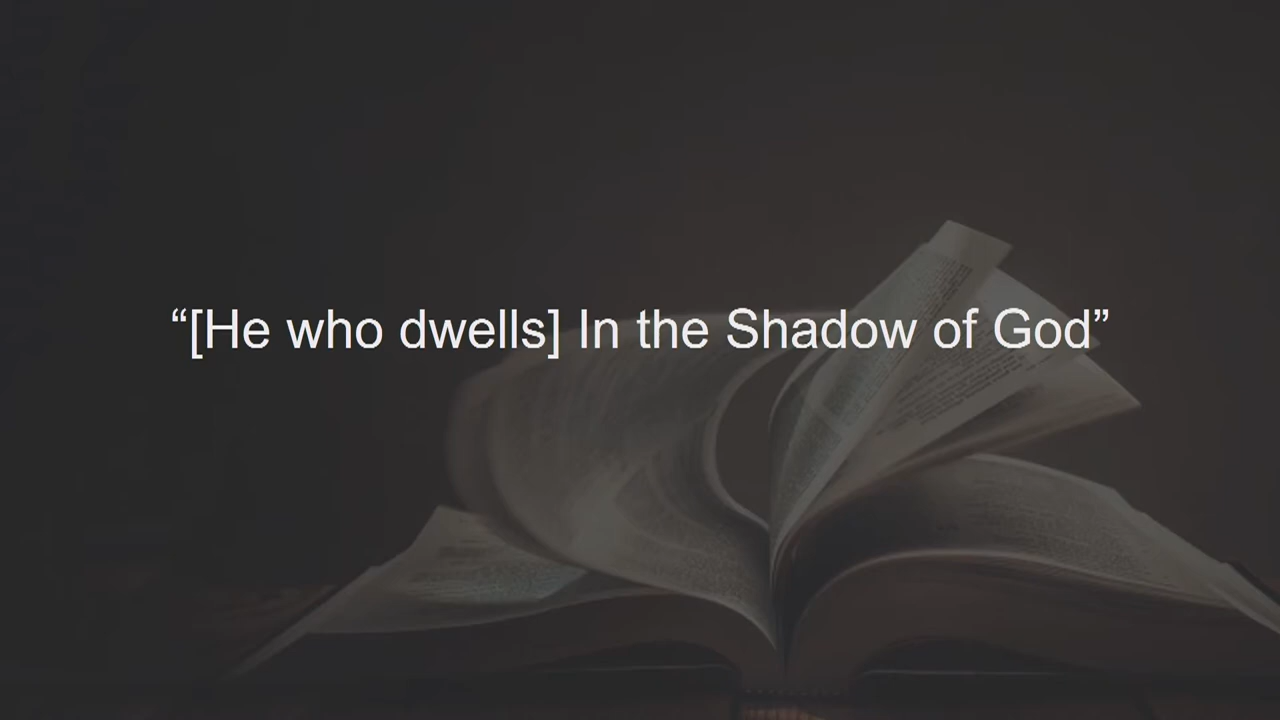 “[He who dwells] In the Shadow of God”